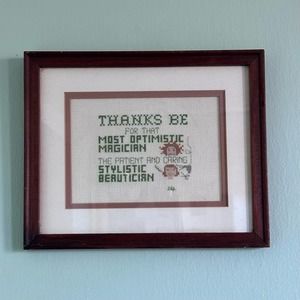 THANKS BE
FOR THAT
MOST OPTIMISTIC
MAGICIAN
THE PATIENT AND CARING
STYLISTIC
BEAUTICIAN